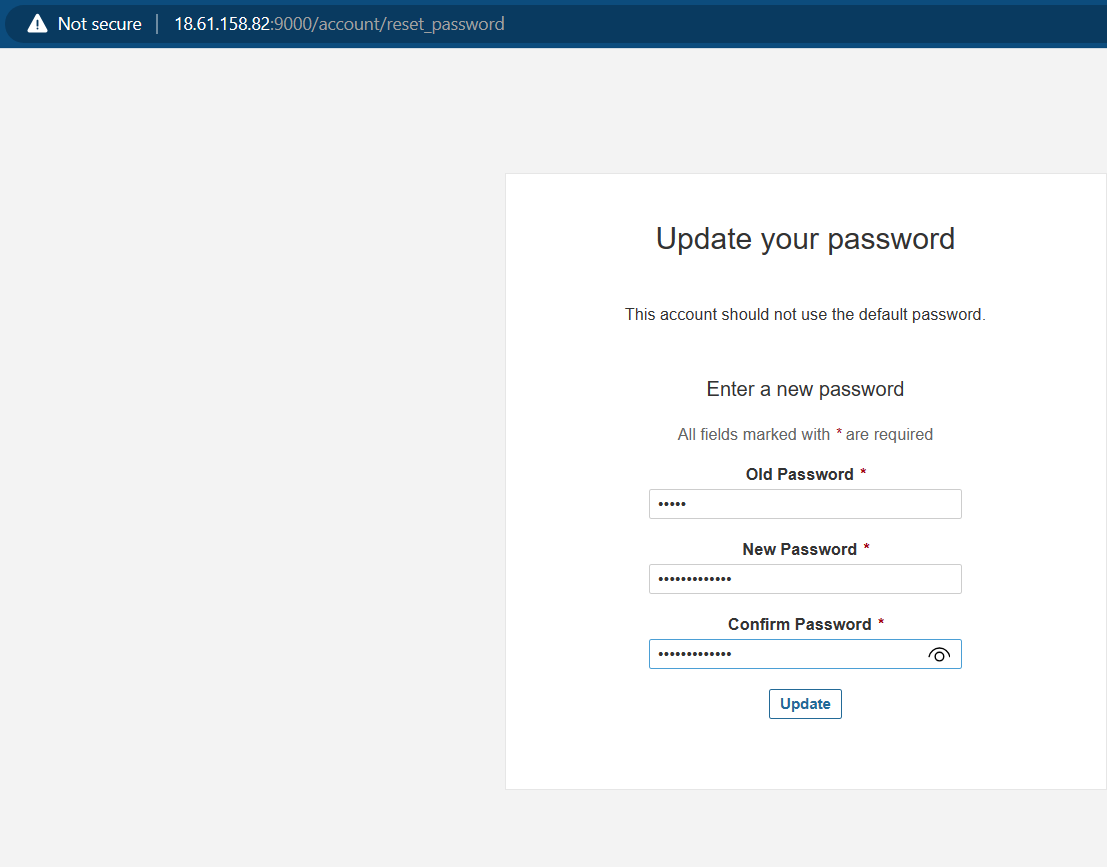 Not secure | 18.61.158.82:9000/account/reset_password
Update your password
This account should not use the default password.
Enter a new password
All fields marked with * are required
Old Password *
•••••
New Password *
•••••••••••••
Confirm Password *
•••••••••••••
Update